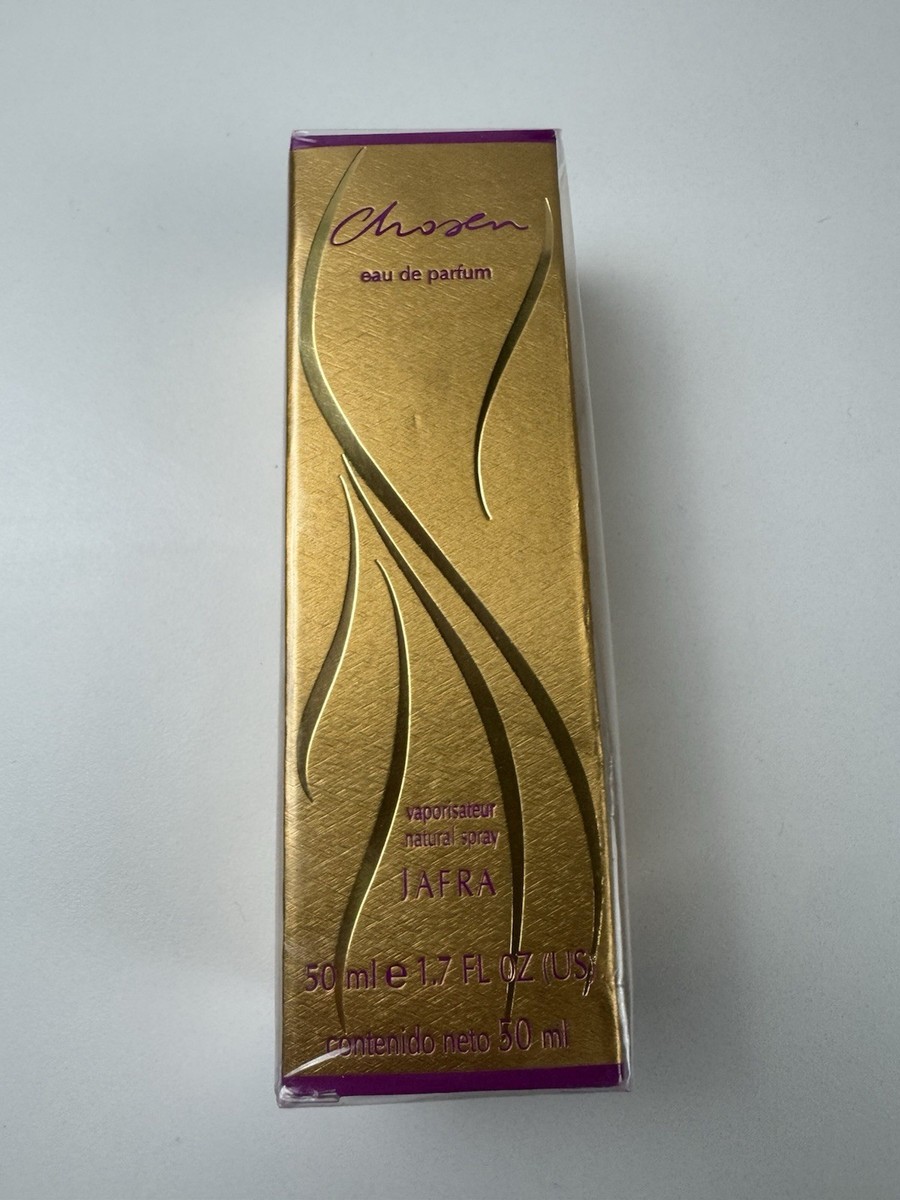 Chosen
eau de parfum
vaporisateur
natural spray
JAFRA
50 ml e 1.7 FL OZ (US)
contenido neto 50 ml